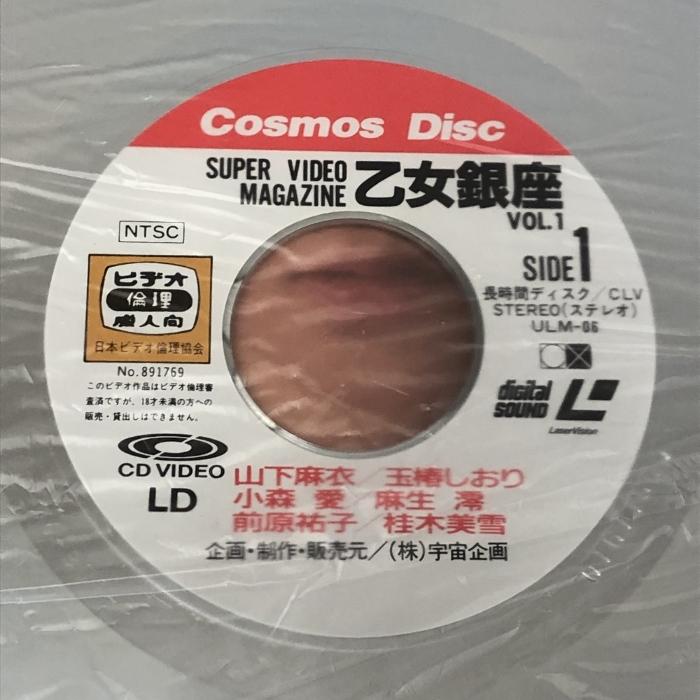 Cosmos Disc
SUPER VIDEO
MAGAZINE
乙女銀座
VOL.1
NTSC
SIDE 1
長時間ディスク/CLV
STEREO(ステレオ)
ULM-06
ビデオ
倫理
成人向
日本ビデオ倫理協会
No.891769
このビデオ作品はビデオ倫理審
査済ですが、18才未満の方への
販売・貸出しはできません。
digital
SOUND
LaserVision
CD VIDEO
LD
山下麻衣/玉椿しおり
小森 愛 麻生 澪
前原祐子 桂木美雪
企画・制作・販売元/(株)宇宙企画